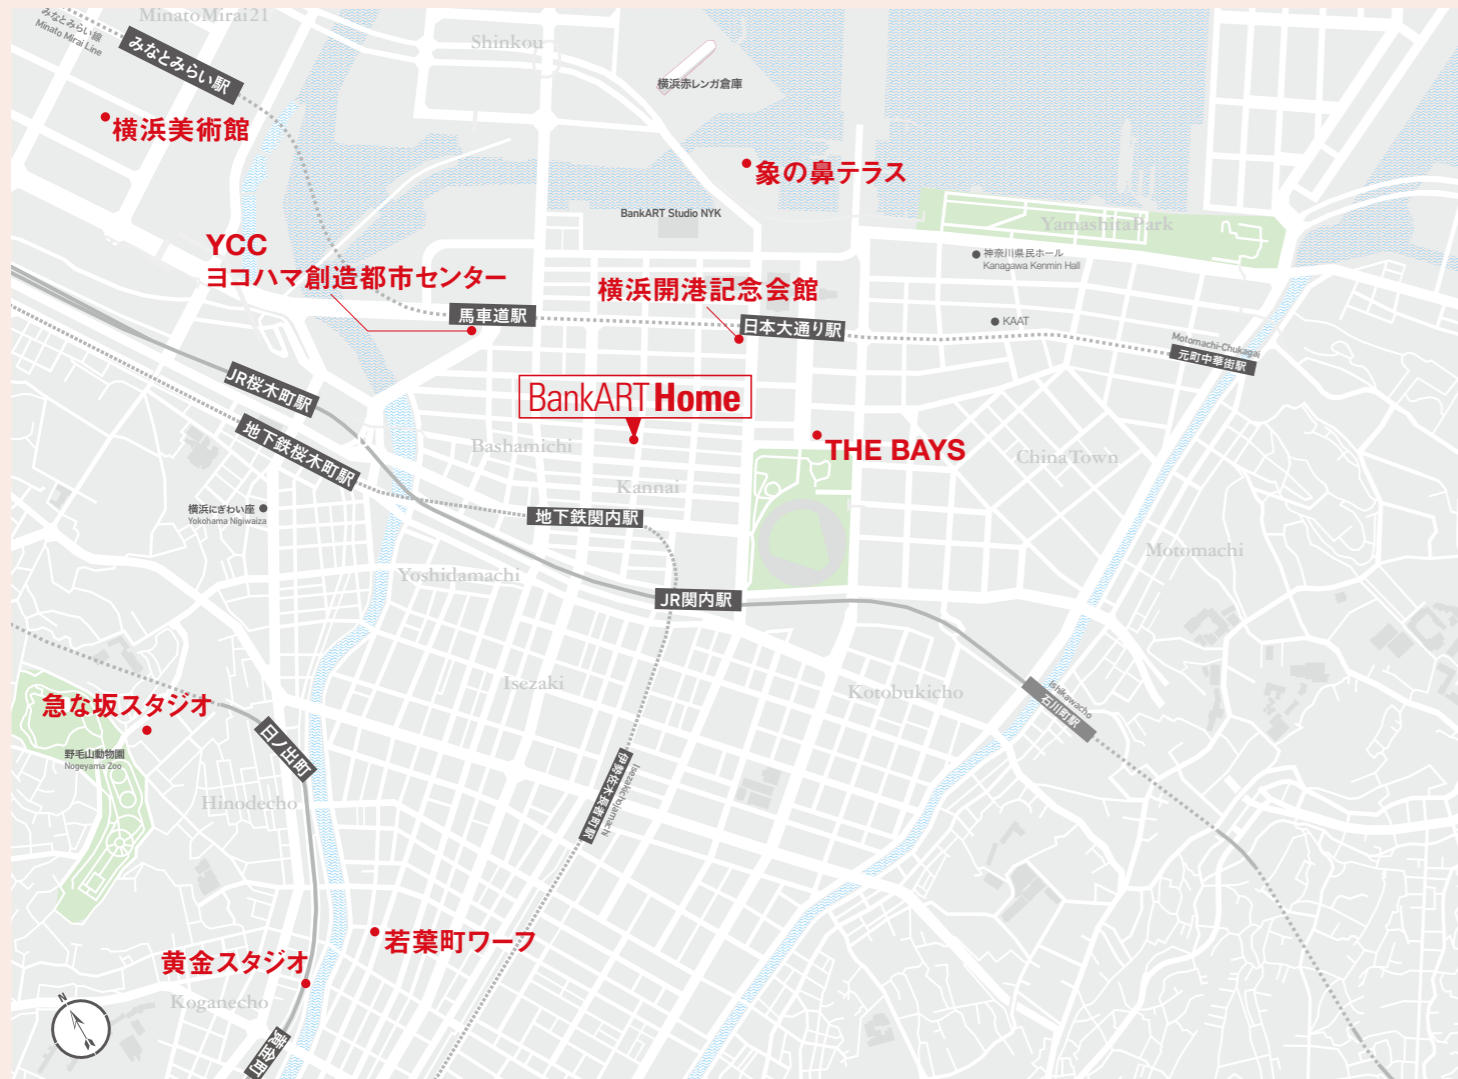 MinatoMirai21
みなとみらい線
Minato Mirai Line
みなとみらい駅
Shinkou
横浜赤レンガ倉庫
横浜美術館
象の鼻テラス
BankART Studio NYK
YamashitaPark
YCC
ヨコハマ創造都市センター
神奈川県民ホール
Kanagawa Kenmin Hall
横浜開港記念会館
馬車道駅
日本大通り駅
KAAT
Motomachi-Chukagai
元町中華街駅
JR桜木町駅
BankART Home
地下鉄桜木町駅
Bashamichi
THE BAYS
ChinaTown
Kannai
横浜にぎわい座
Yokohama Nigiwaiza
地下鉄関内駅
Motomachi
Yoshidamachi
JR関内駅
Isezaki
Kotobukicho
Ishikawacho
石川町駅
急な坂スタジオ
日ノ出町
野毛山動物園
Nogeyama Zoo
伊勢佐木長者町駅
Isezakichojamachi
Hinodecho
若葉町ワーフ
黄金スタジオ
Koganecho
N
黄金町